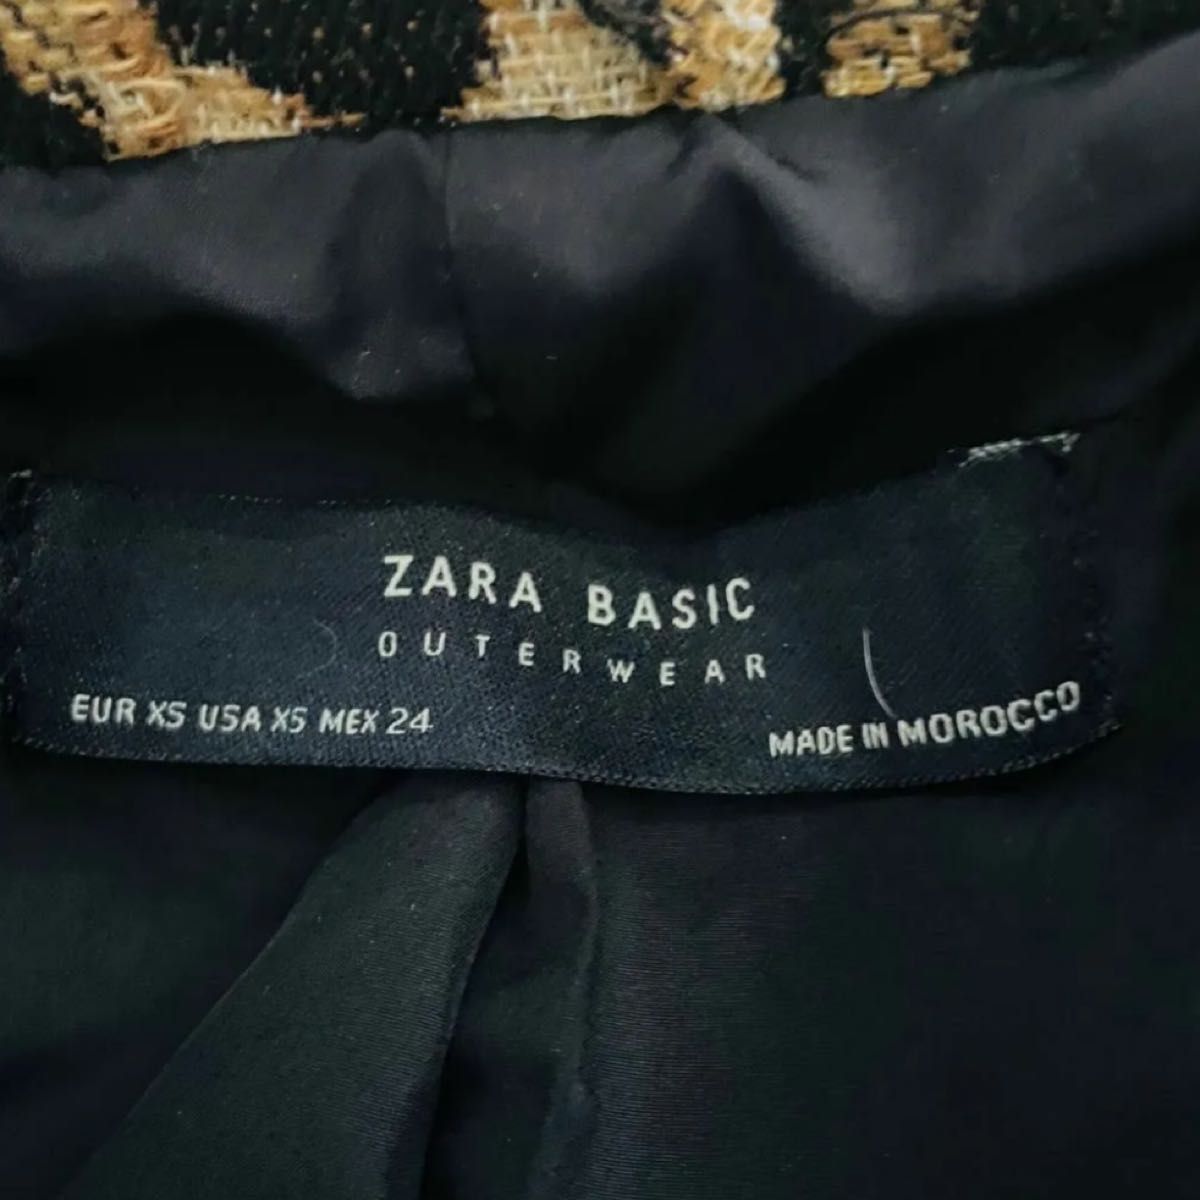 ZARA BASIC
OUTERWEAR
EUR XS USA XS MEX 24
MADE IN MOROCCO